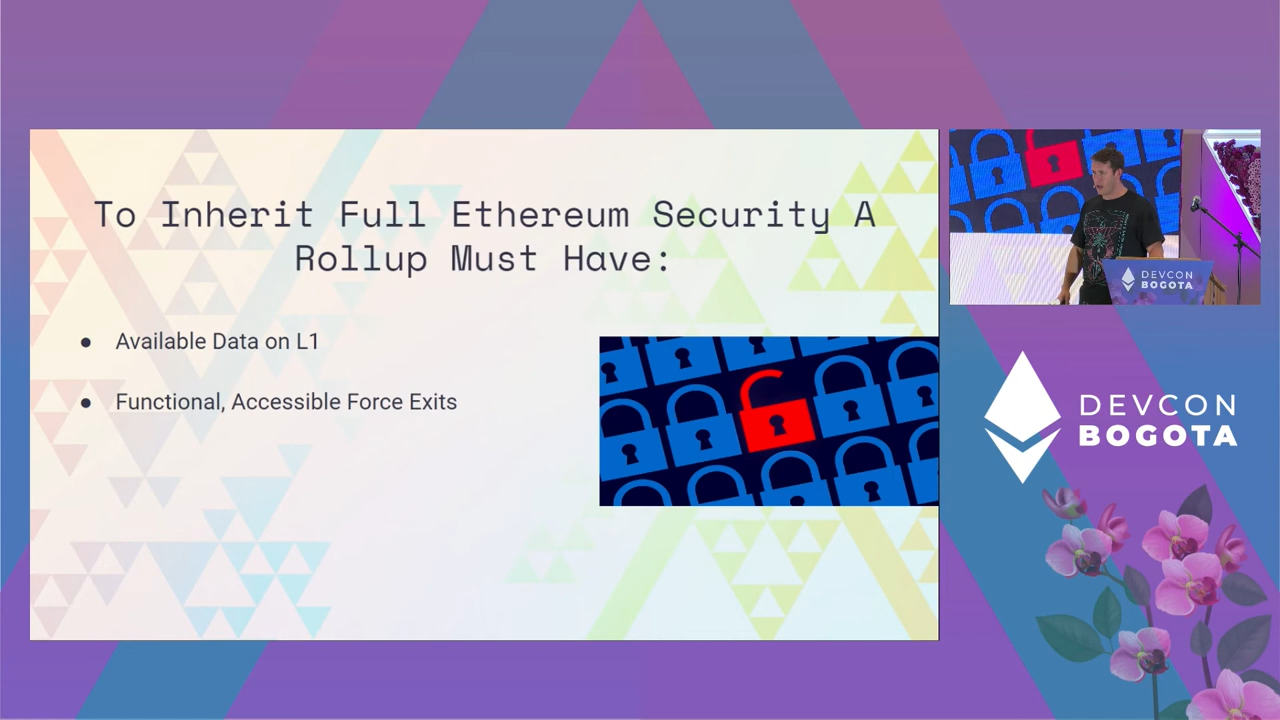 To Inherit Full Ethereum Security A
Rollup Must Have:
● Available Data on L1
● Functional, Accessible Force Exits
DEVCON
BOGOTA
DEVCON
BOGOTA